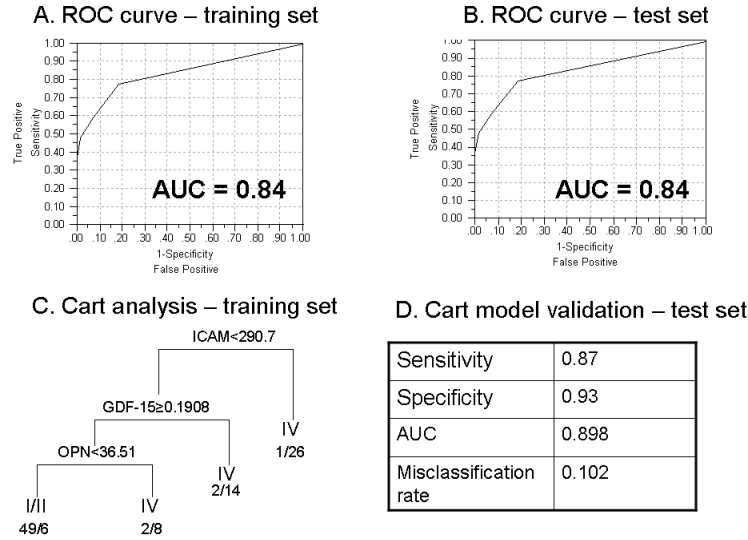 A. ROC curve – training set
True Positive
Sensitivity
1.00
0.90
0.80
0.70
0.60
0.50
0.40
0.30
0.20
0.10
0.00
AUC = 0.84
.00 .10 .20 .30 .40 .50 .60 .70 .80 .90 1.00
1-Specificity
False Positive
B. ROC curve – test set
True Positive
Sensitivity
1.00
0.90
0.80
0.70
0.60
0.50
0.40
0.30
0.20
0.10
0.00
AUC = 0.84
.00 .10 .20 .30 .40 .50 .60 .70 .80 .90 1.00
1-Specificity
False Positive
C. Cart analysis – training set
ICAM<290.7
GDF-15≥0.1908
IV
1/26
OPN<36.51
IV
2/14
I/II
49/6
IV
2/8
D. Cart model validation – test set
Sensitivity 0.87
Specificity 0.93
AUC 0.898
Misclassification rate 0.102